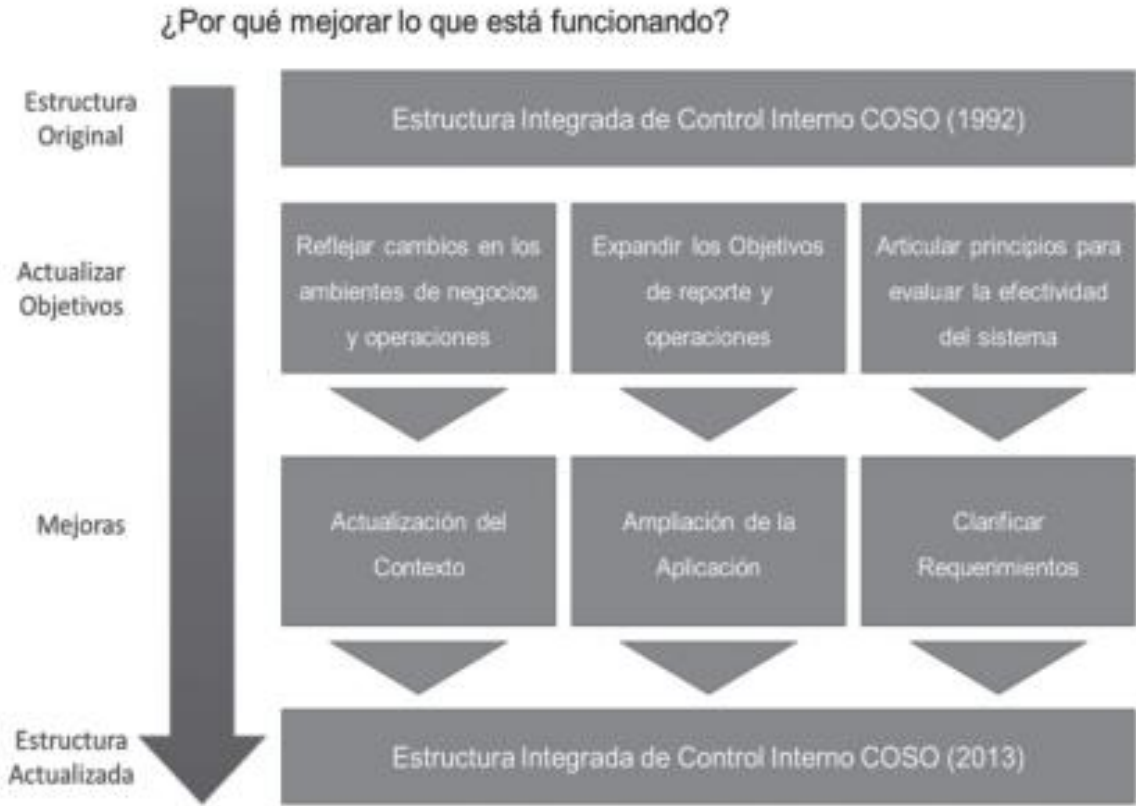 ¿Por qué mejorar lo que está funcionando?
Estructura
Original
Estructura Integrada de Control Interno COSO (1992)
Actualizar
Objetivos
Reflejar cambios en los
ambientes de negocios
y operaciones
Expandir los Objetivos
de reporte y
operaciones
Articular principios para
evaluar la efectividad
del sistema
Mejoras
Actualización del
Contexto
Ampliación de la
Aplicación
Clarificar
Requerimientos
Estructura
Actualizada
Estructura Integrada de Control Interno COSO (2013)